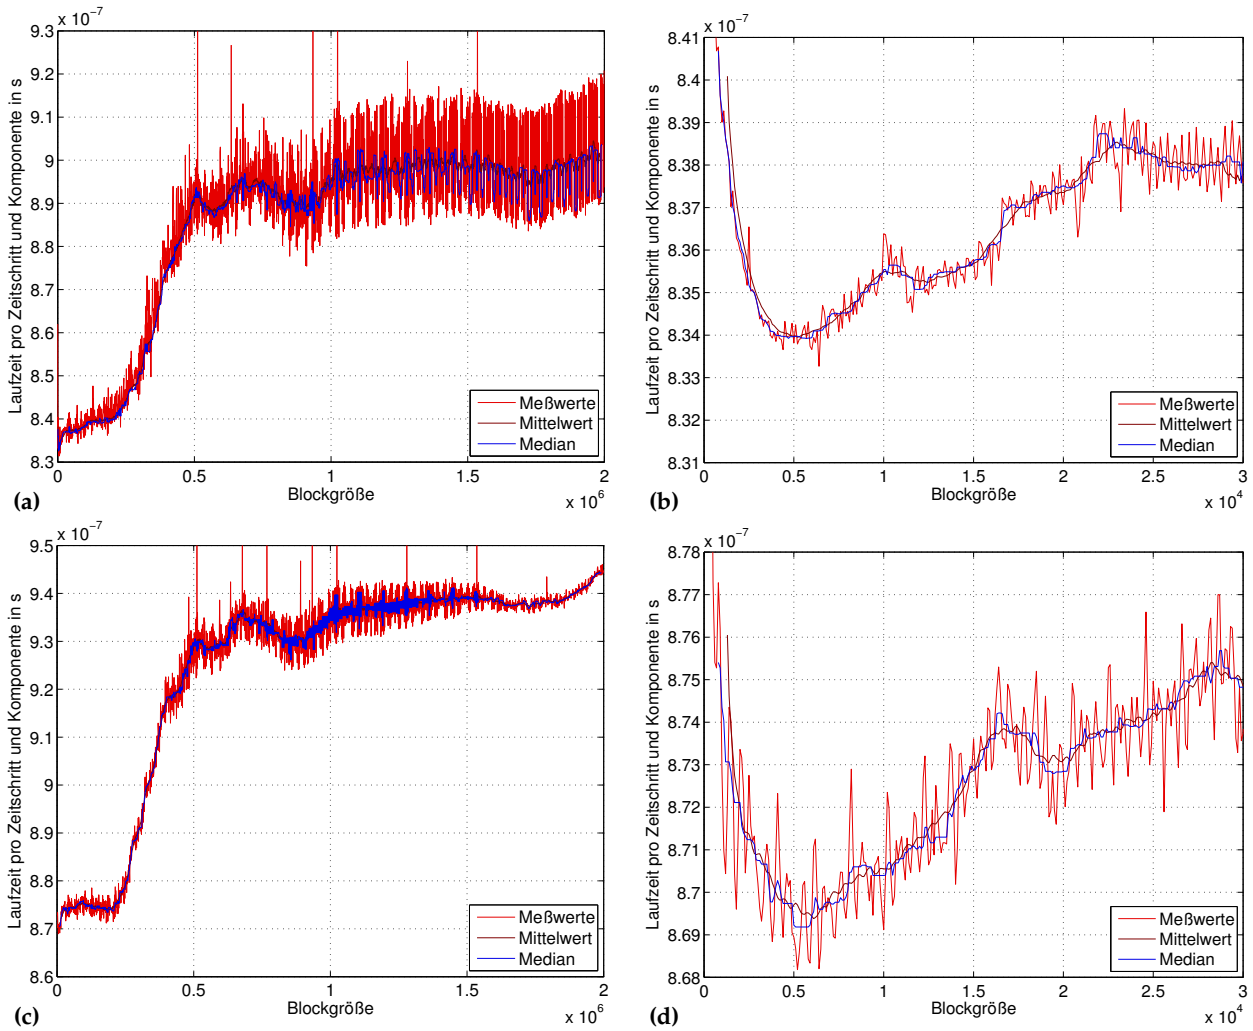 x 10⁻⁷
9.3
9.2
9.1
9
8.9
8.8
8.7
8.6
8.5
8.4
8.3
Laufzeit pro Zeitschritt und Komponente in s
Meßwerte
Mittelwert
Median
0
0.5
1
1.5
2
Blockgröße
x 10⁶
(a)
x 10⁻⁷
8.41
8.4
8.39
8.38
8.37
8.36
8.35
8.34
8.33
8.32
8.31
Laufzeit pro Zeitschritt und Komponente in s
Meßwerte
Mittelwert
Median
0
0.5
1
1.5
2
2.5
3
Blockgröße
x 10⁴
(b)
x 10⁻⁷
9.5
9.4
9.3
9.2
9.1
9
8.9
8.8
8.7
8.6
Laufzeit pro Zeitschritt und Komponente in s
Meßwerte
Mittelwert
Median
0
0.5
1
1.5
2
Blockgröße
x 10⁶
(c)
x 10⁻⁷
8.78
8.77
8.76
8.75
8.74
8.73
8.72
8.71
8.7
8.69
8.68
Laufzeit pro Zeitschritt und Komponente in s
Meßwerte
Mittelwert
Median
0
0.5
1
1.5
2
2.5
3
Blockgröße
x 10⁴
(d)